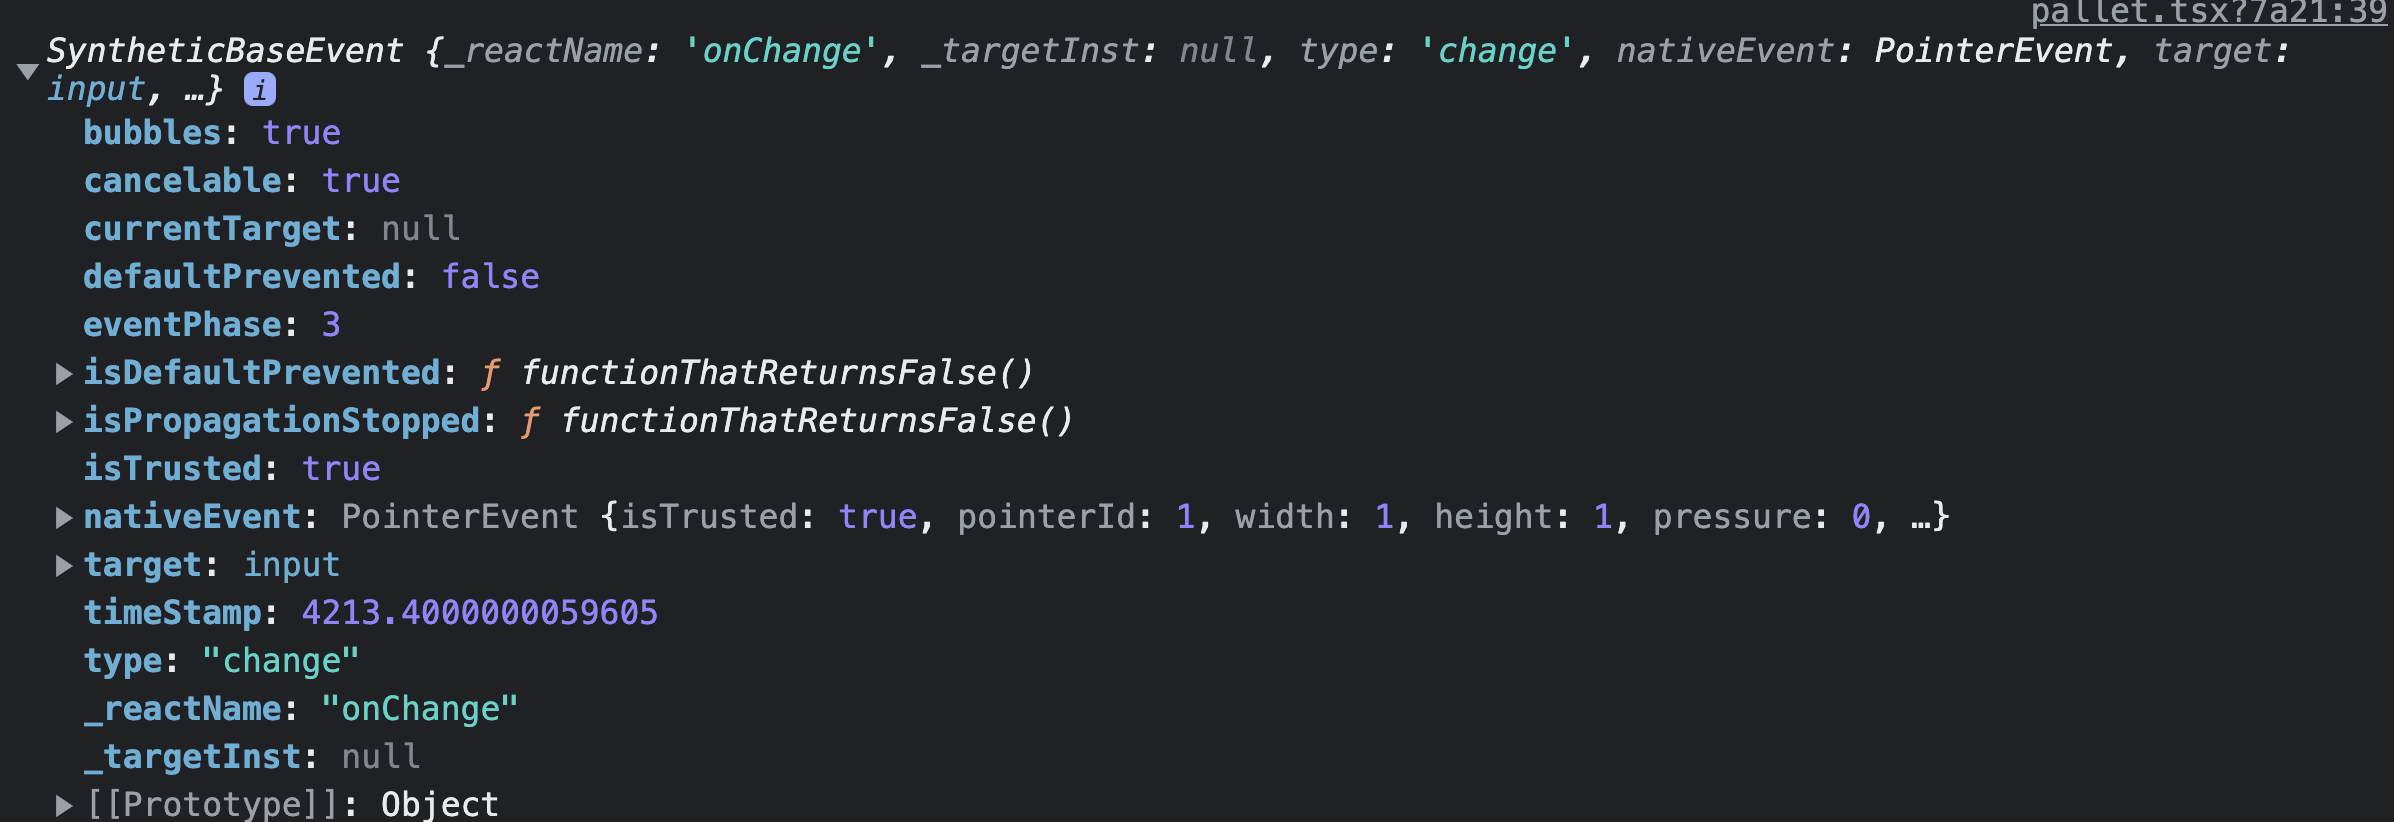 pallet.tsx?7a21:39
▼ SyntheticBaseEvent {_reactName: 'onChange', _targetInst: null, type: 'change', nativeEvent: PointerEvent, target:
input, …} i
bubbles: true
cancelable: true
currentTarget: null
defaultPrevented: false
eventPhase: 3
▶ isDefaultPrevented: ƒ functionThatReturnsFalse()
▶ isPropagationStopped: ƒ functionThatReturnsFalse()
isTrusted: true
▶ nativeEvent: PointerEvent {isTrusted: true, pointerId: 1, width: 1, height: 1, pressure: 0, …}
▶ target: input
timeStamp: 4213.4000000059605
type: "change"
_reactName: "onChange"
_targetInst: null
▶ [[Prototype]]: Object